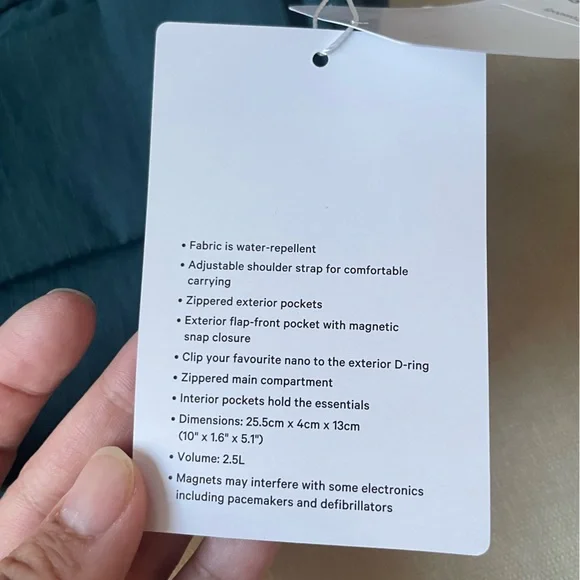 • Fabric is water-repellent
• Adjustable shoulder strap for comfortable
carrying
• Zippered exterior pockets
• Exterior flap-front pocket with magnetic
snap closure
• Clip your favourite nano to the exterior D-ring
• Zippered main compartment
• Interior pockets hold the essentials
• Dimensions: 25.5cm x 4cm x 13cm
(10" x 1.6" x 5.1")
• Volume: 2.5L
• Magnets may interfere with some electronics
including pacemakers and defibrillators